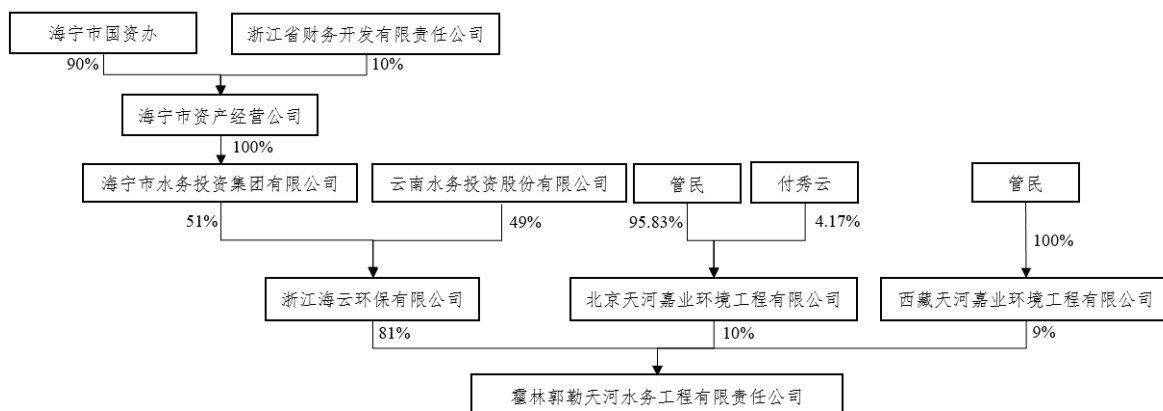 海宁市国资办
浙江省财务开发有限责任公司
90%
10%
海宁市资产经营公司
100%
海宁市水务投资集团有限公司
云南水务投资股份有限公司
管民
付秀云
管民
51%
49%
95.83%
4.17%
100%
浙江海云环保有限公司
北京天河嘉业环境工程有限公司
西藏天河嘉业环境工程有限公司
81%
10%
9%
霍林郭勒天河水务工程有限责任公司